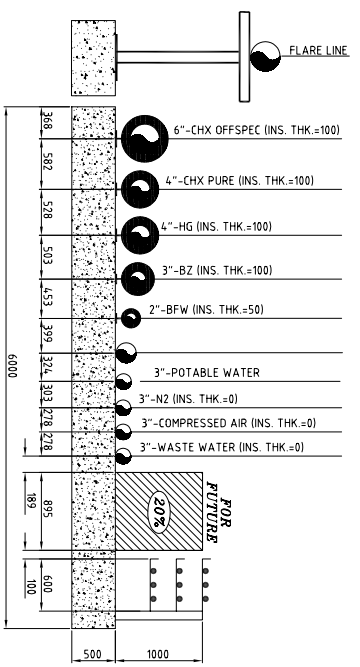 FLARE LINE
368
6"-CHX OFFSPEC (INS. THK.=100)
582
4"-CHX PURE (INS. THK.=100)
528
4"-HG (INS. THK.=100)
503
3"-BZ (INS. THK.=100)
453
2"-BFW (INS. THK.=50)
399
324
3"-POTABLE WATER
303
3"-N2 (INS. THK.=0)
278
3"-COMPRESSED AIR (INS. THK.=0)
278
3"-WASTE WATER (INS. THK.=0)
6000
189
895
20%
FOR
FUTURE
100
600
500
1000